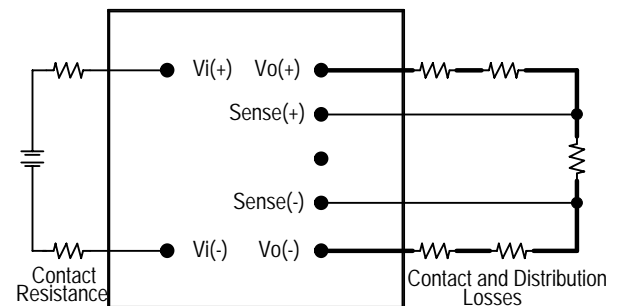 Vi(+) Vo(+)
Sense(+)
Sense(-)
Vi(-) Vo(-)
Contact
Resistance
Contact and Distribution
Losses